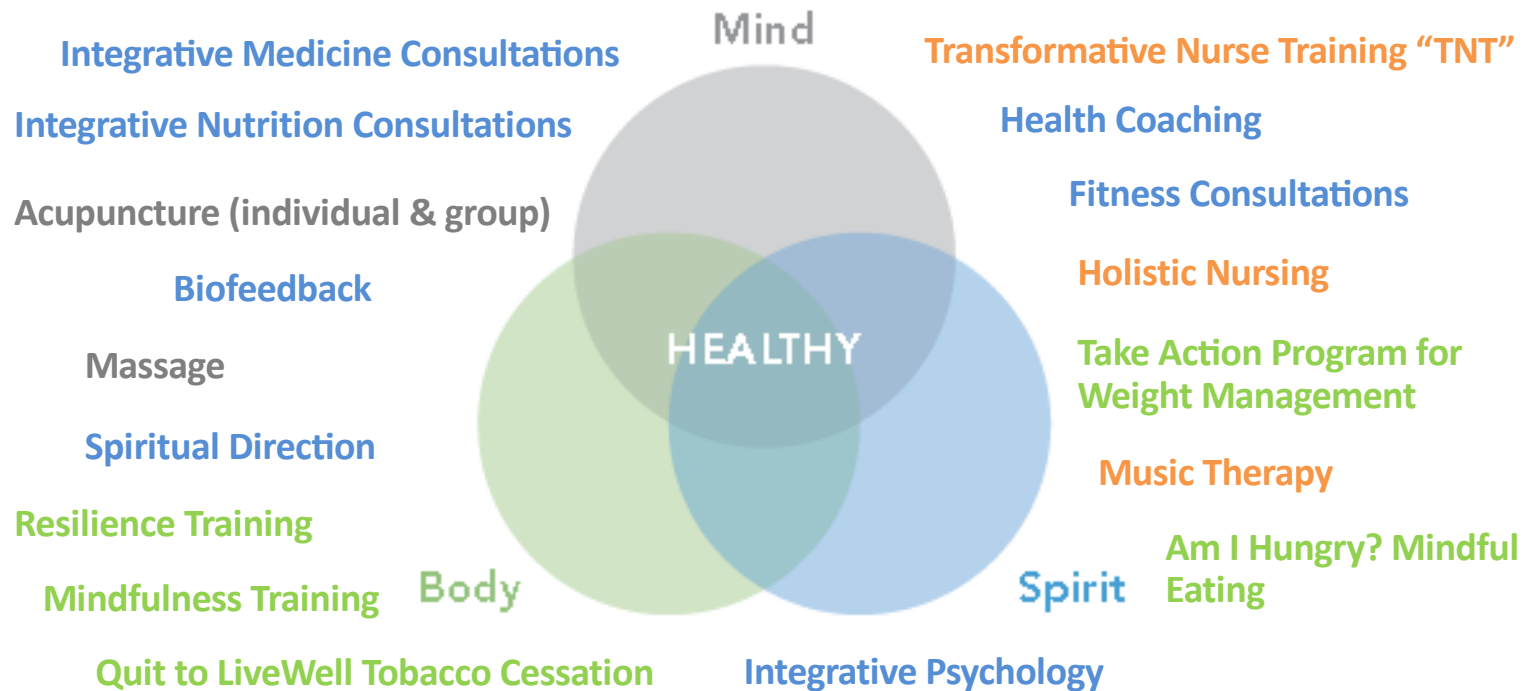 Mind
Integrative Medicine Consultations
Transformative Nurse Training “TNT”
Integrative Nutrition Consultations
Health Coaching
Acupuncture (individual & group)
Fitness Consultations
Biofeedback
Holistic Nursing
HEALTHY
Massage
Take Action Program for
Weight Management
Spiritual Direction
Music Therapy
Resilience Training
Am I Hungry? Mindful
Eating
Mindfulness Training
Body
Spirit
Quit to LiveWell Tobacco Cessation
Integrative Psychology